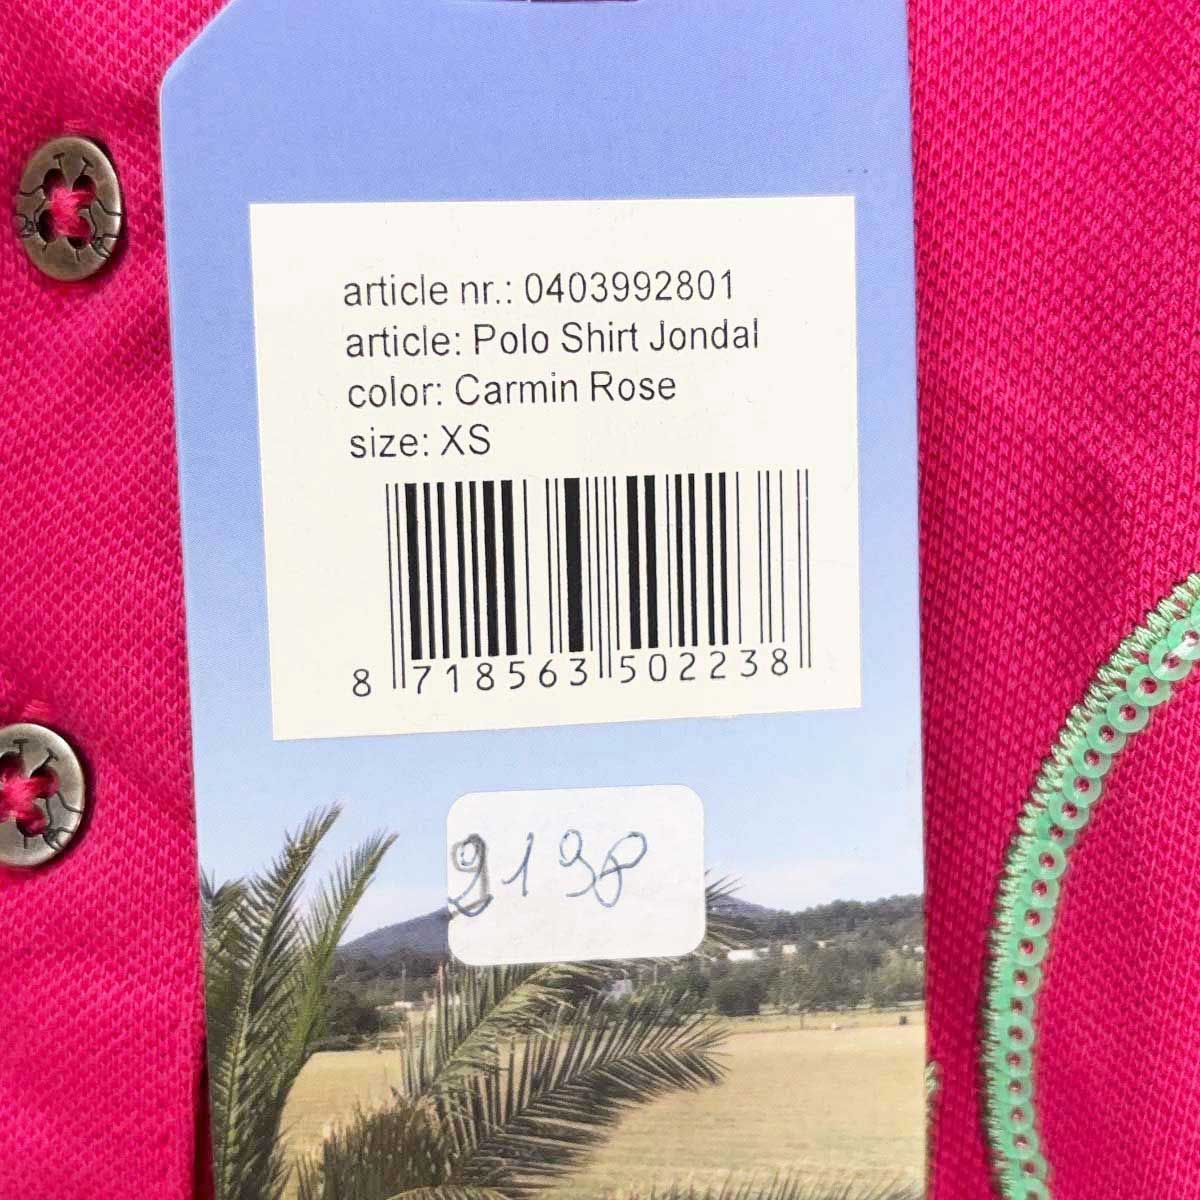 article nr.: 0403992801
article: Polo Shirt Jondal
color: Carmin Rose
size: XS
8 718563 502238
2198